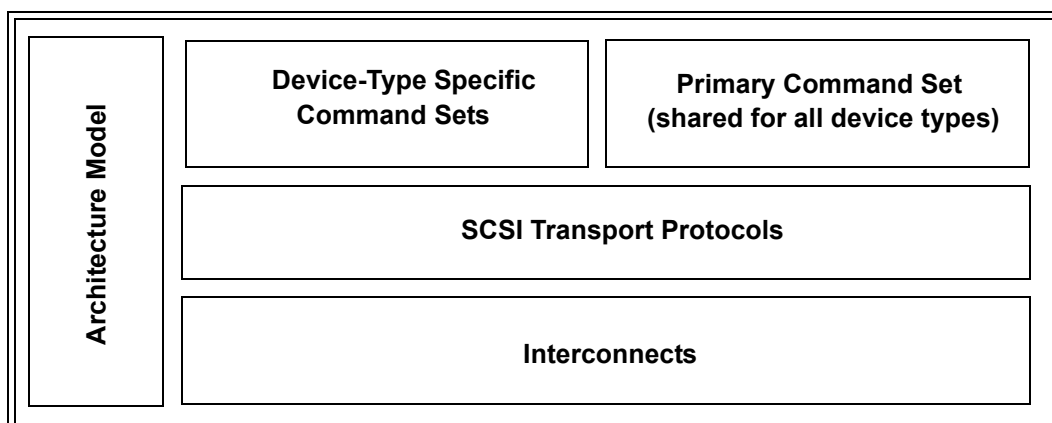 Architecture Model
Device-Type Specific
Command Sets
Primary Command Set
(shared for all device types)
SCSI Transport Protocols
Interconnects